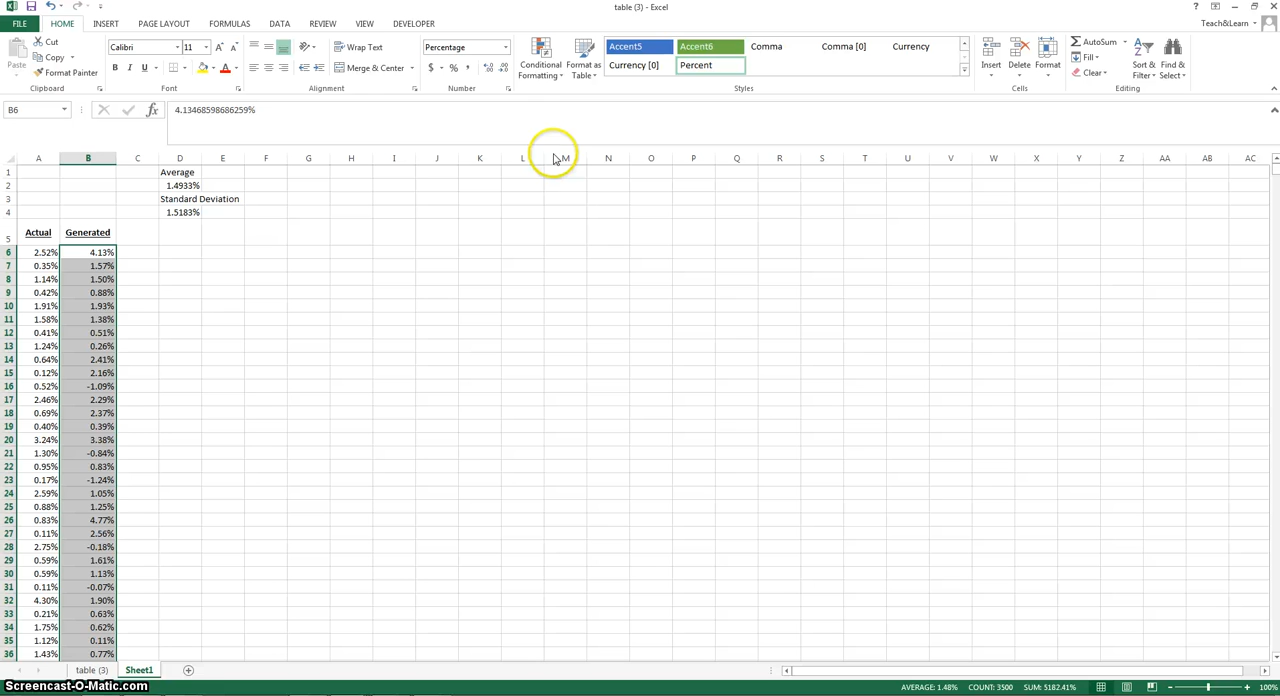 table (3) - Excel
FILE HOME INSERT PAGE LAYOUT FORMULAS DATA REVIEW VIEW DEVELOPER Teach&Learn
Paste Cut Copy Format Painter
Calibri 11 A A B I U A
Wrap Text Merge & Center
Percentage $ % ,
Conditional Formatting Format as Table
Accent5 Accent6 Comma Comma [0] Currency
Currency [0] Percent
Insert Delete Format
AutoSum Fill Clear Sort & Filter Find & Select
Clipboard Font Alignment Number Styles Cells Editing
B6 fx 4.13468598686259%
A B C D E F G H I J K L M N O P Q R S T U V W X Y Z AA AB AC
1 Average
2 1.4933%
3 Standard Deviation
4 1.5183%
5 Actual Generated
6 2.52% 4.13%
7 0.35% 1.57%
8 1.14% 1.50%
9 0.42% 0.88%
10 1.91% 1.93%
11 1.58% 1.38%
12 0.41% 0.51%
13 1.24% 0.26%
14 0.64% 2.41%
15 0.12% 2.16%
16 0.52% -1.09%
17 2.46% 2.29%
18 0.69% 2.37%
19 0.40% 0.39%
20 3.24% 3.38%
21 1.30% -0.84%
22 0.95% 0.83%
23 0.17% -1.24%
24 2.59% 1.05%
25 0.88% 1.25%
26 0.83% 4.77%
27 0.11% 2.56%
28 2.75% -0.18%
29 0.59% 1.61%
30 0.59% 1.13%
31 0.11% -0.07%
32 4.30% 1.90%
33 0.21% 0.63%
34 1.75% 0.62%
35 1.12% 0.11%
36 1.43% 0.77%
table (3) Sheet1
Screencast-O-Matic.com AVERAGE: 1.48% COUNT: 3500 SUM: 5182.41% 100%